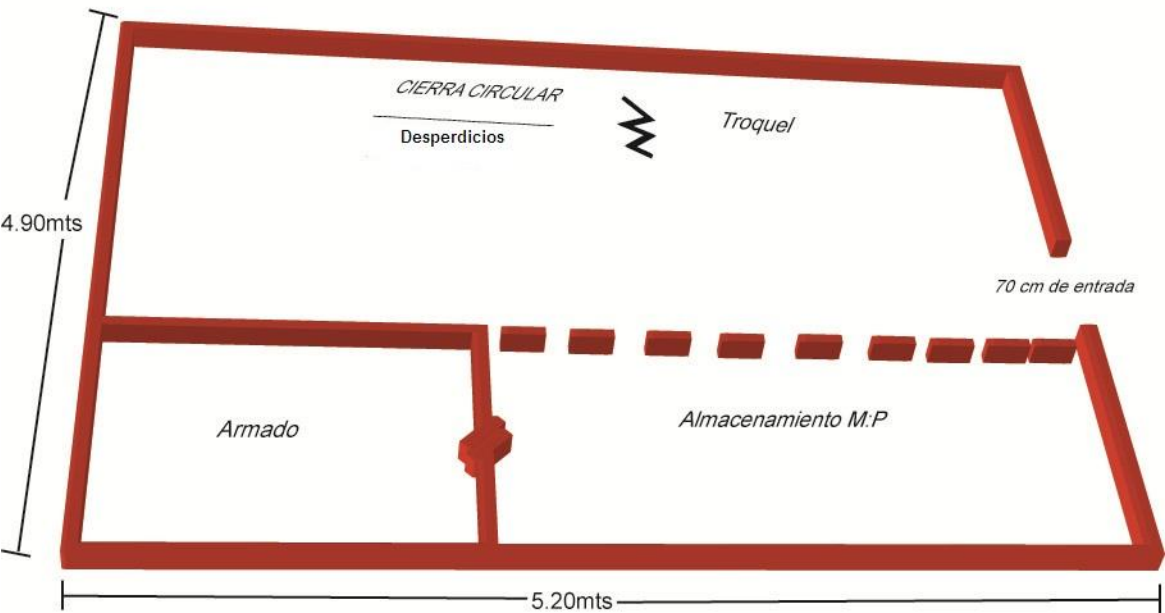 CIERRA CIRCULAR
Desperdicios
Troquel
4.90mts
70 cm de entrada
Armado
Almacenamiento M:P
5.20mts